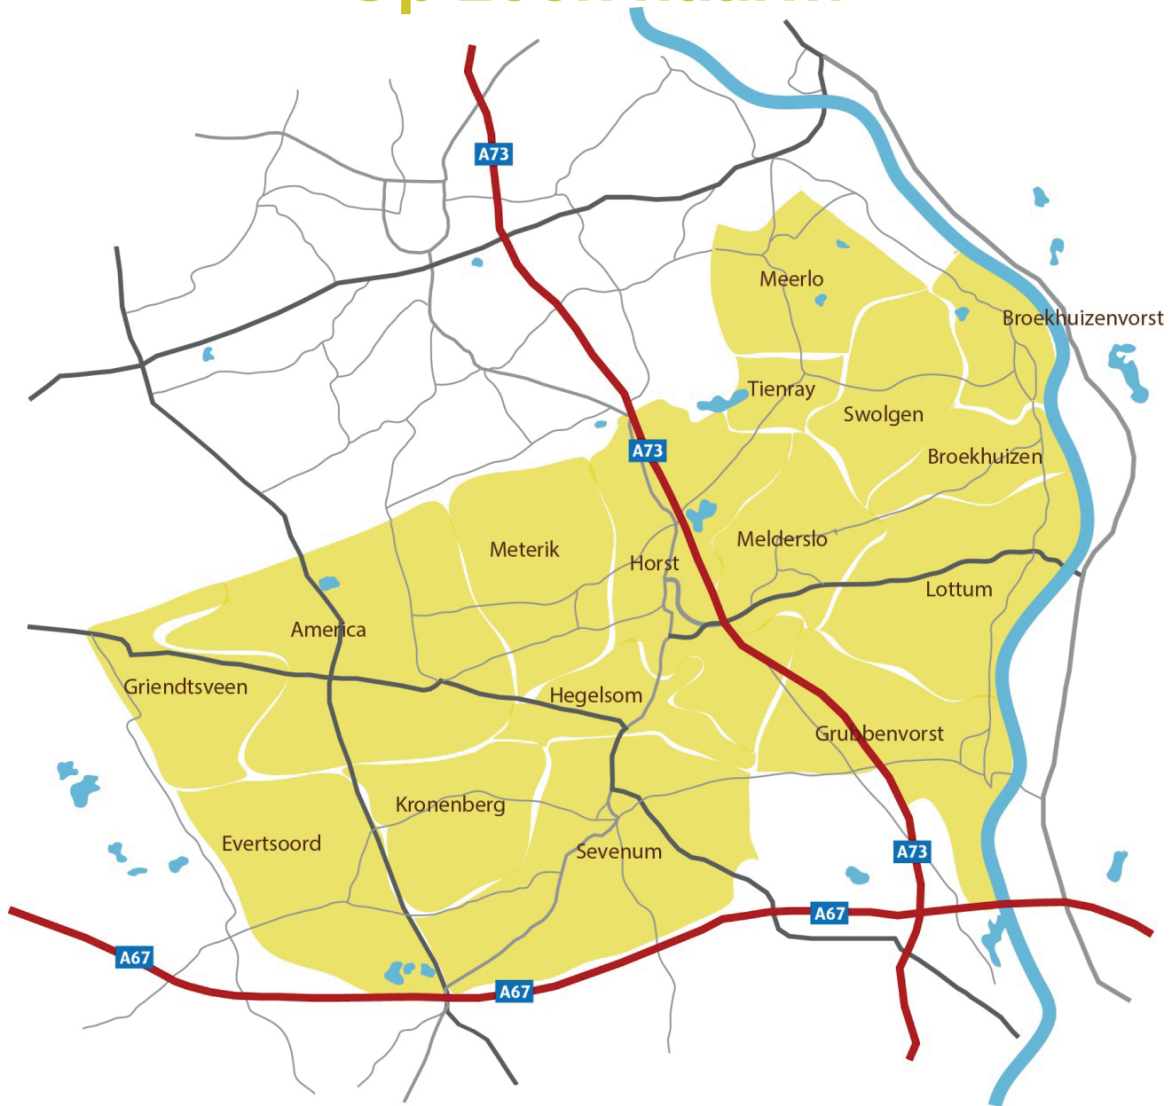 A73
Meerlo
Broekhuizenvorst
Tienray
Swolgen
A73
Broekhuizen
Meterik
Melderslo
Horst
Lottum
America
Griendtsveen
Hegelsom
Grubbenvorst
Kronenberg
Evertsoord
Sevenum
A73
A67
A67
A67